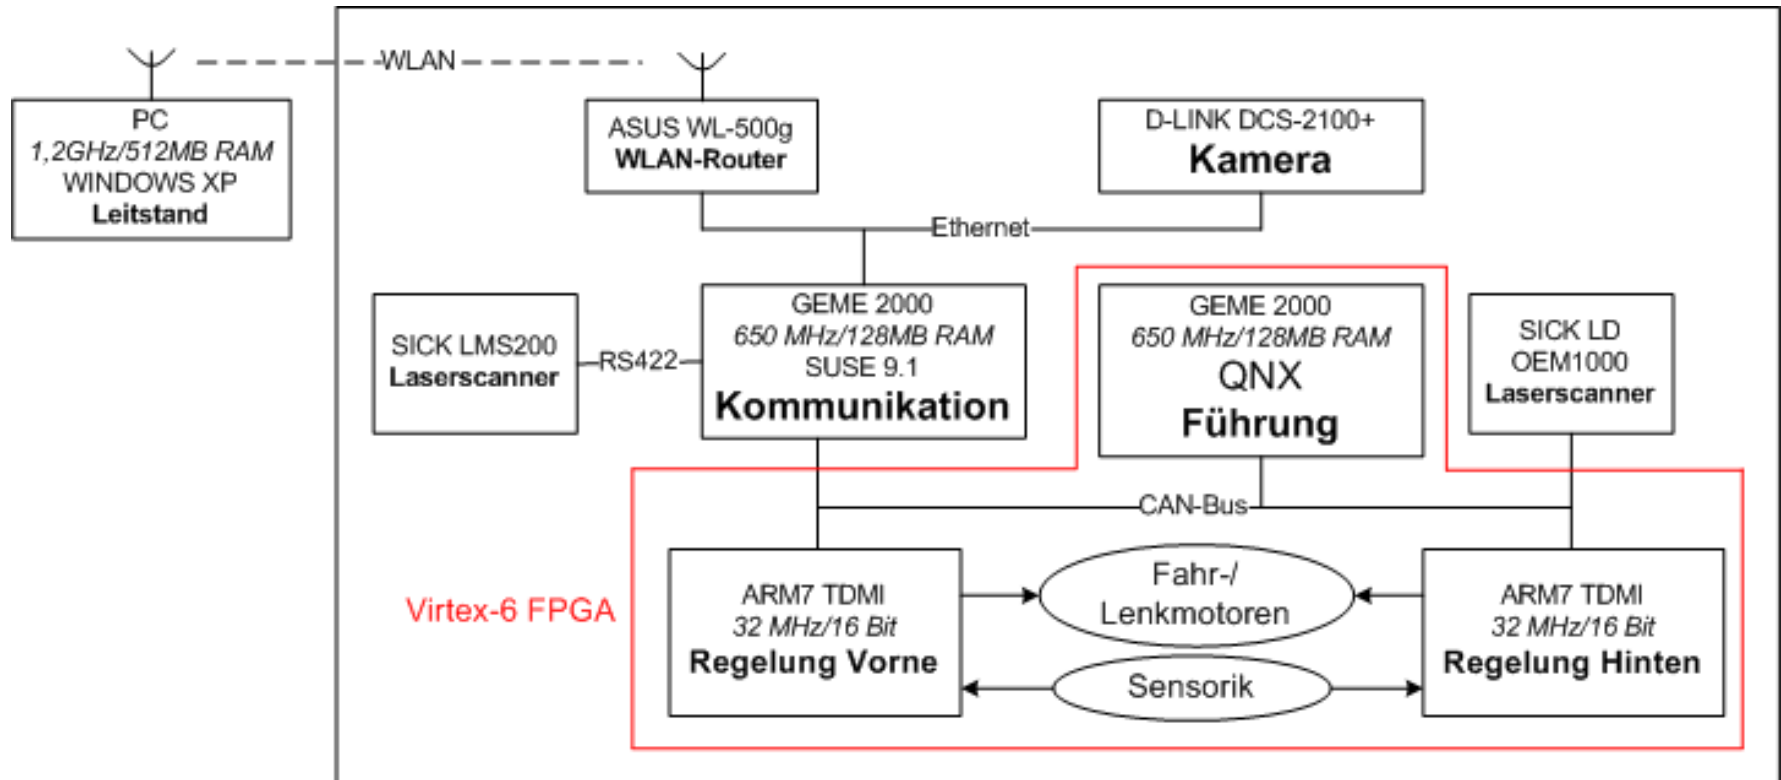 WLAN
PC
1,2GHz/512MB RAM
WINDOWS XP
Leitstand
ASUS WL-500g
WLAN-Router
D-LINK DCS-2100+
Kamera
Ethernet
SICK LMS200
Laserscanner
RS422
GEME 2000
650 MHz/128MB RAM
SUSE 9.1
Kommunikation
GEME 2000
650 MHz/128MB RAM
QNX
Führung
SICK LD
OEM1000
Laserscanner
CAN-Bus
Virtex-6 FPGA
ARM7 TDMI
32 MHz/16 Bit
Regelung Vorne
Fahr-/
Lenkmotoren
Sensorik
ARM7 TDMI
32 MHz/16 Bit
Regelung Hinten